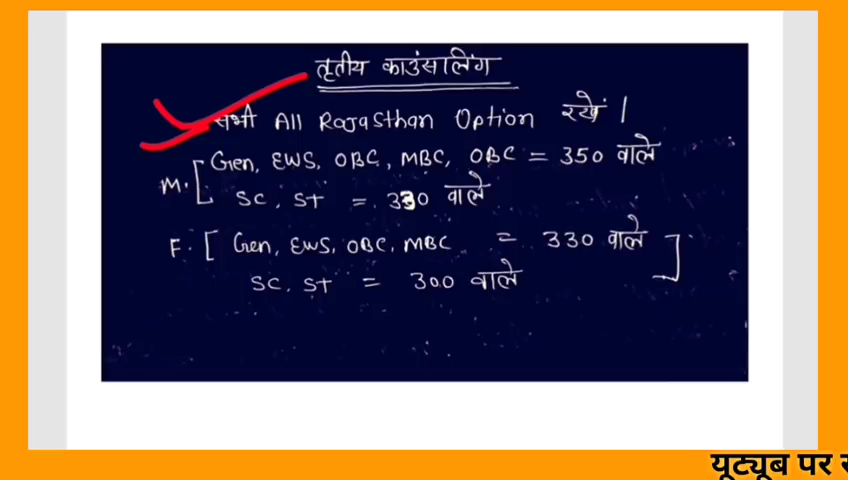 तृतीय काउंसलिंग
सभी All Rajasthan Option रखें |
M. [ Gen, EWS, OBC, MBC, OBC = 350 वाले
SC, ST = 330 वाले
F. [ Gen, EWS, OBC, MBC = 330 वाले ]
SC, ST = 300 वाले
यूट्यूब पर